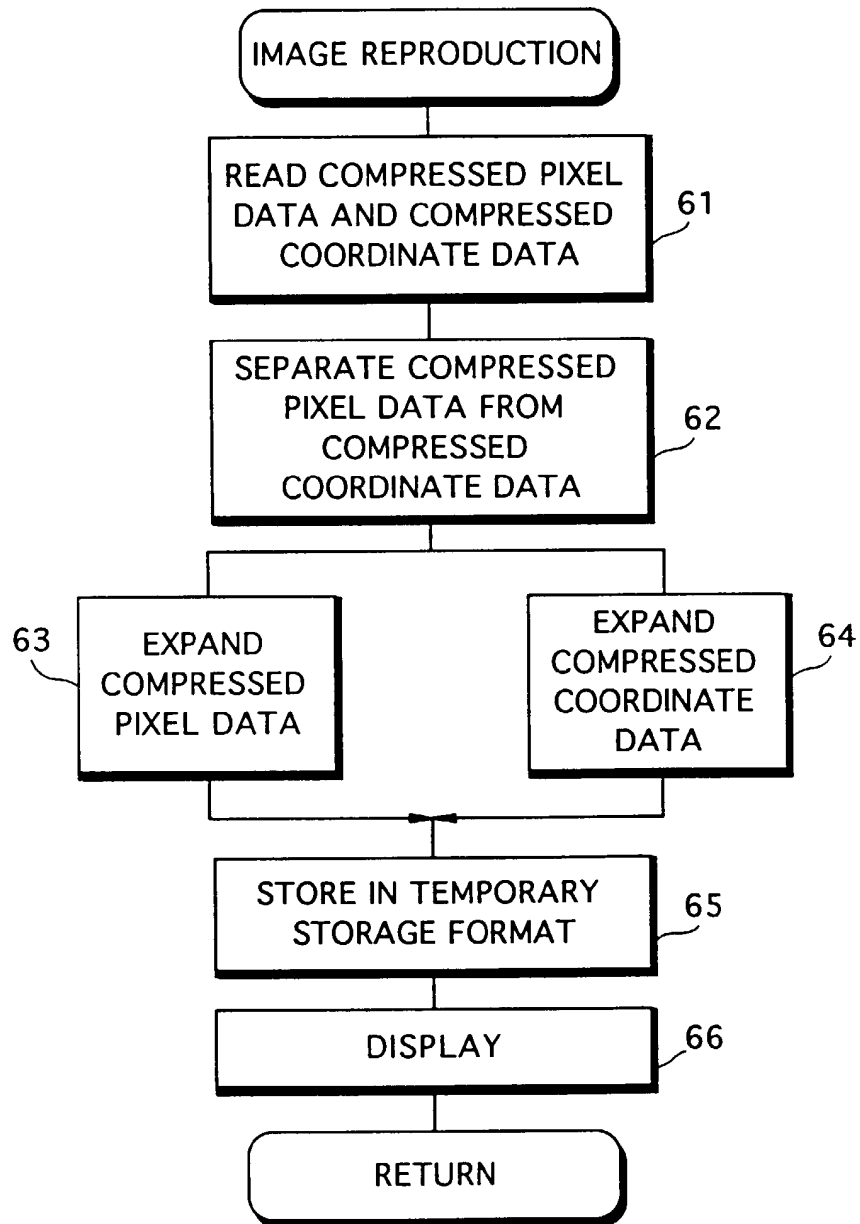 IMAGE REPRODUCTION
READ COMPRESSED PIXEL
DATA AND COMPRESSED
COORDINATE DATA
61
SEPARATE COMPRESSED
PIXEL DATA FROM
COMPRESSED
COORDINATE DATA
62
63
EXPAND
COMPRESSED
PIXEL DATA
EXPAND
COMPRESSED
COORDINATE
DATA
64
STORE IN TEMPORARY
STORAGE FORMAT
65
DISPLAY
66
RETURN